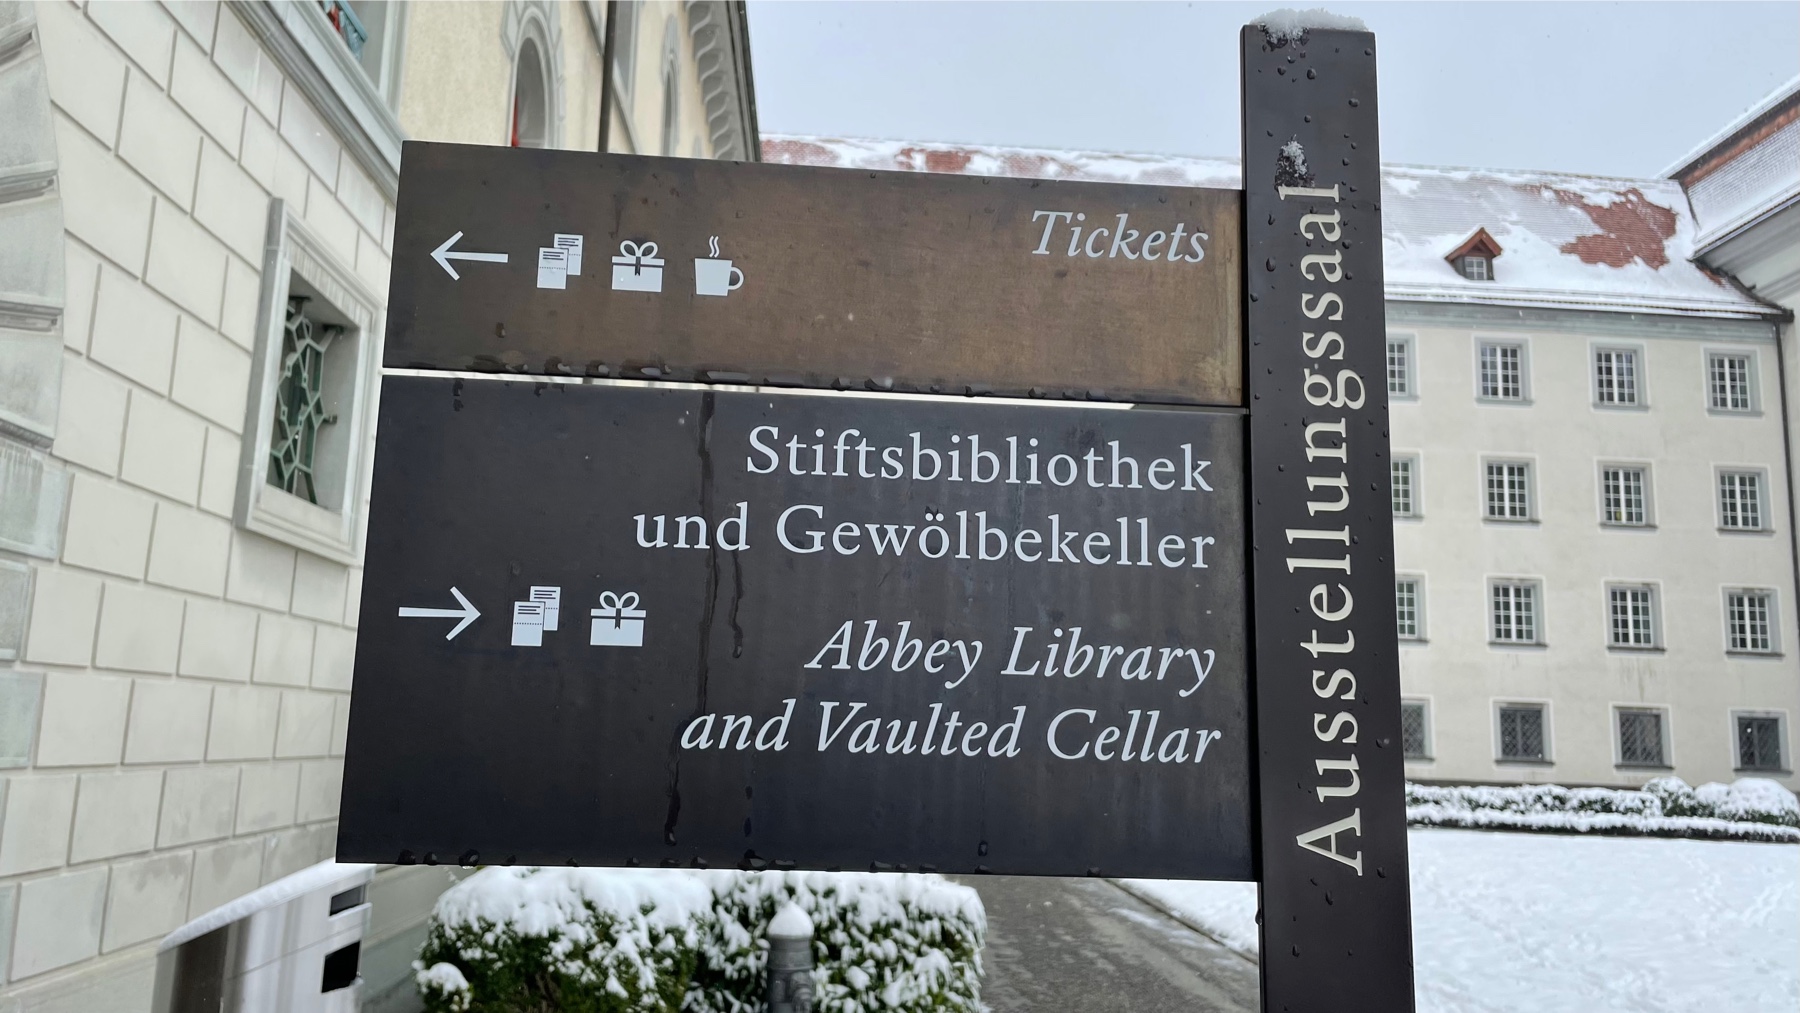 Tickets
Stiftsbibliothek
und Gewölbekeller
Abbey Library
and Vaulted Cellar
Ausstellungssaal